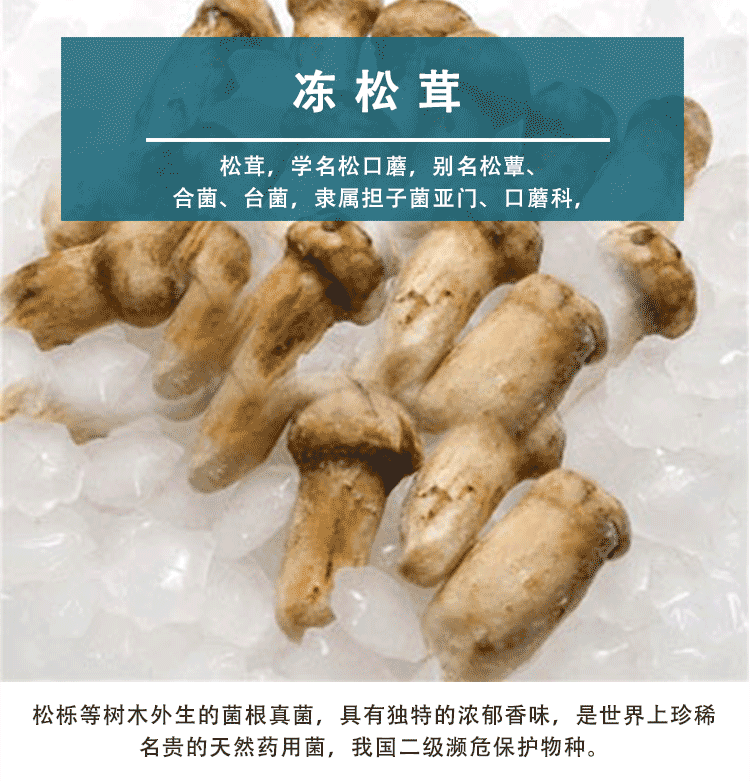 冻松茸
松茸，学名松口蘑，别名松蕈、
合菌、台菌，隶属担子菌亚门、口蘑科，
松栎等树木外生的菌根真菌，具有独特的浓郁香味，是世界上珍稀
名贵的天然药用菌，我国二级濒危保护物种。